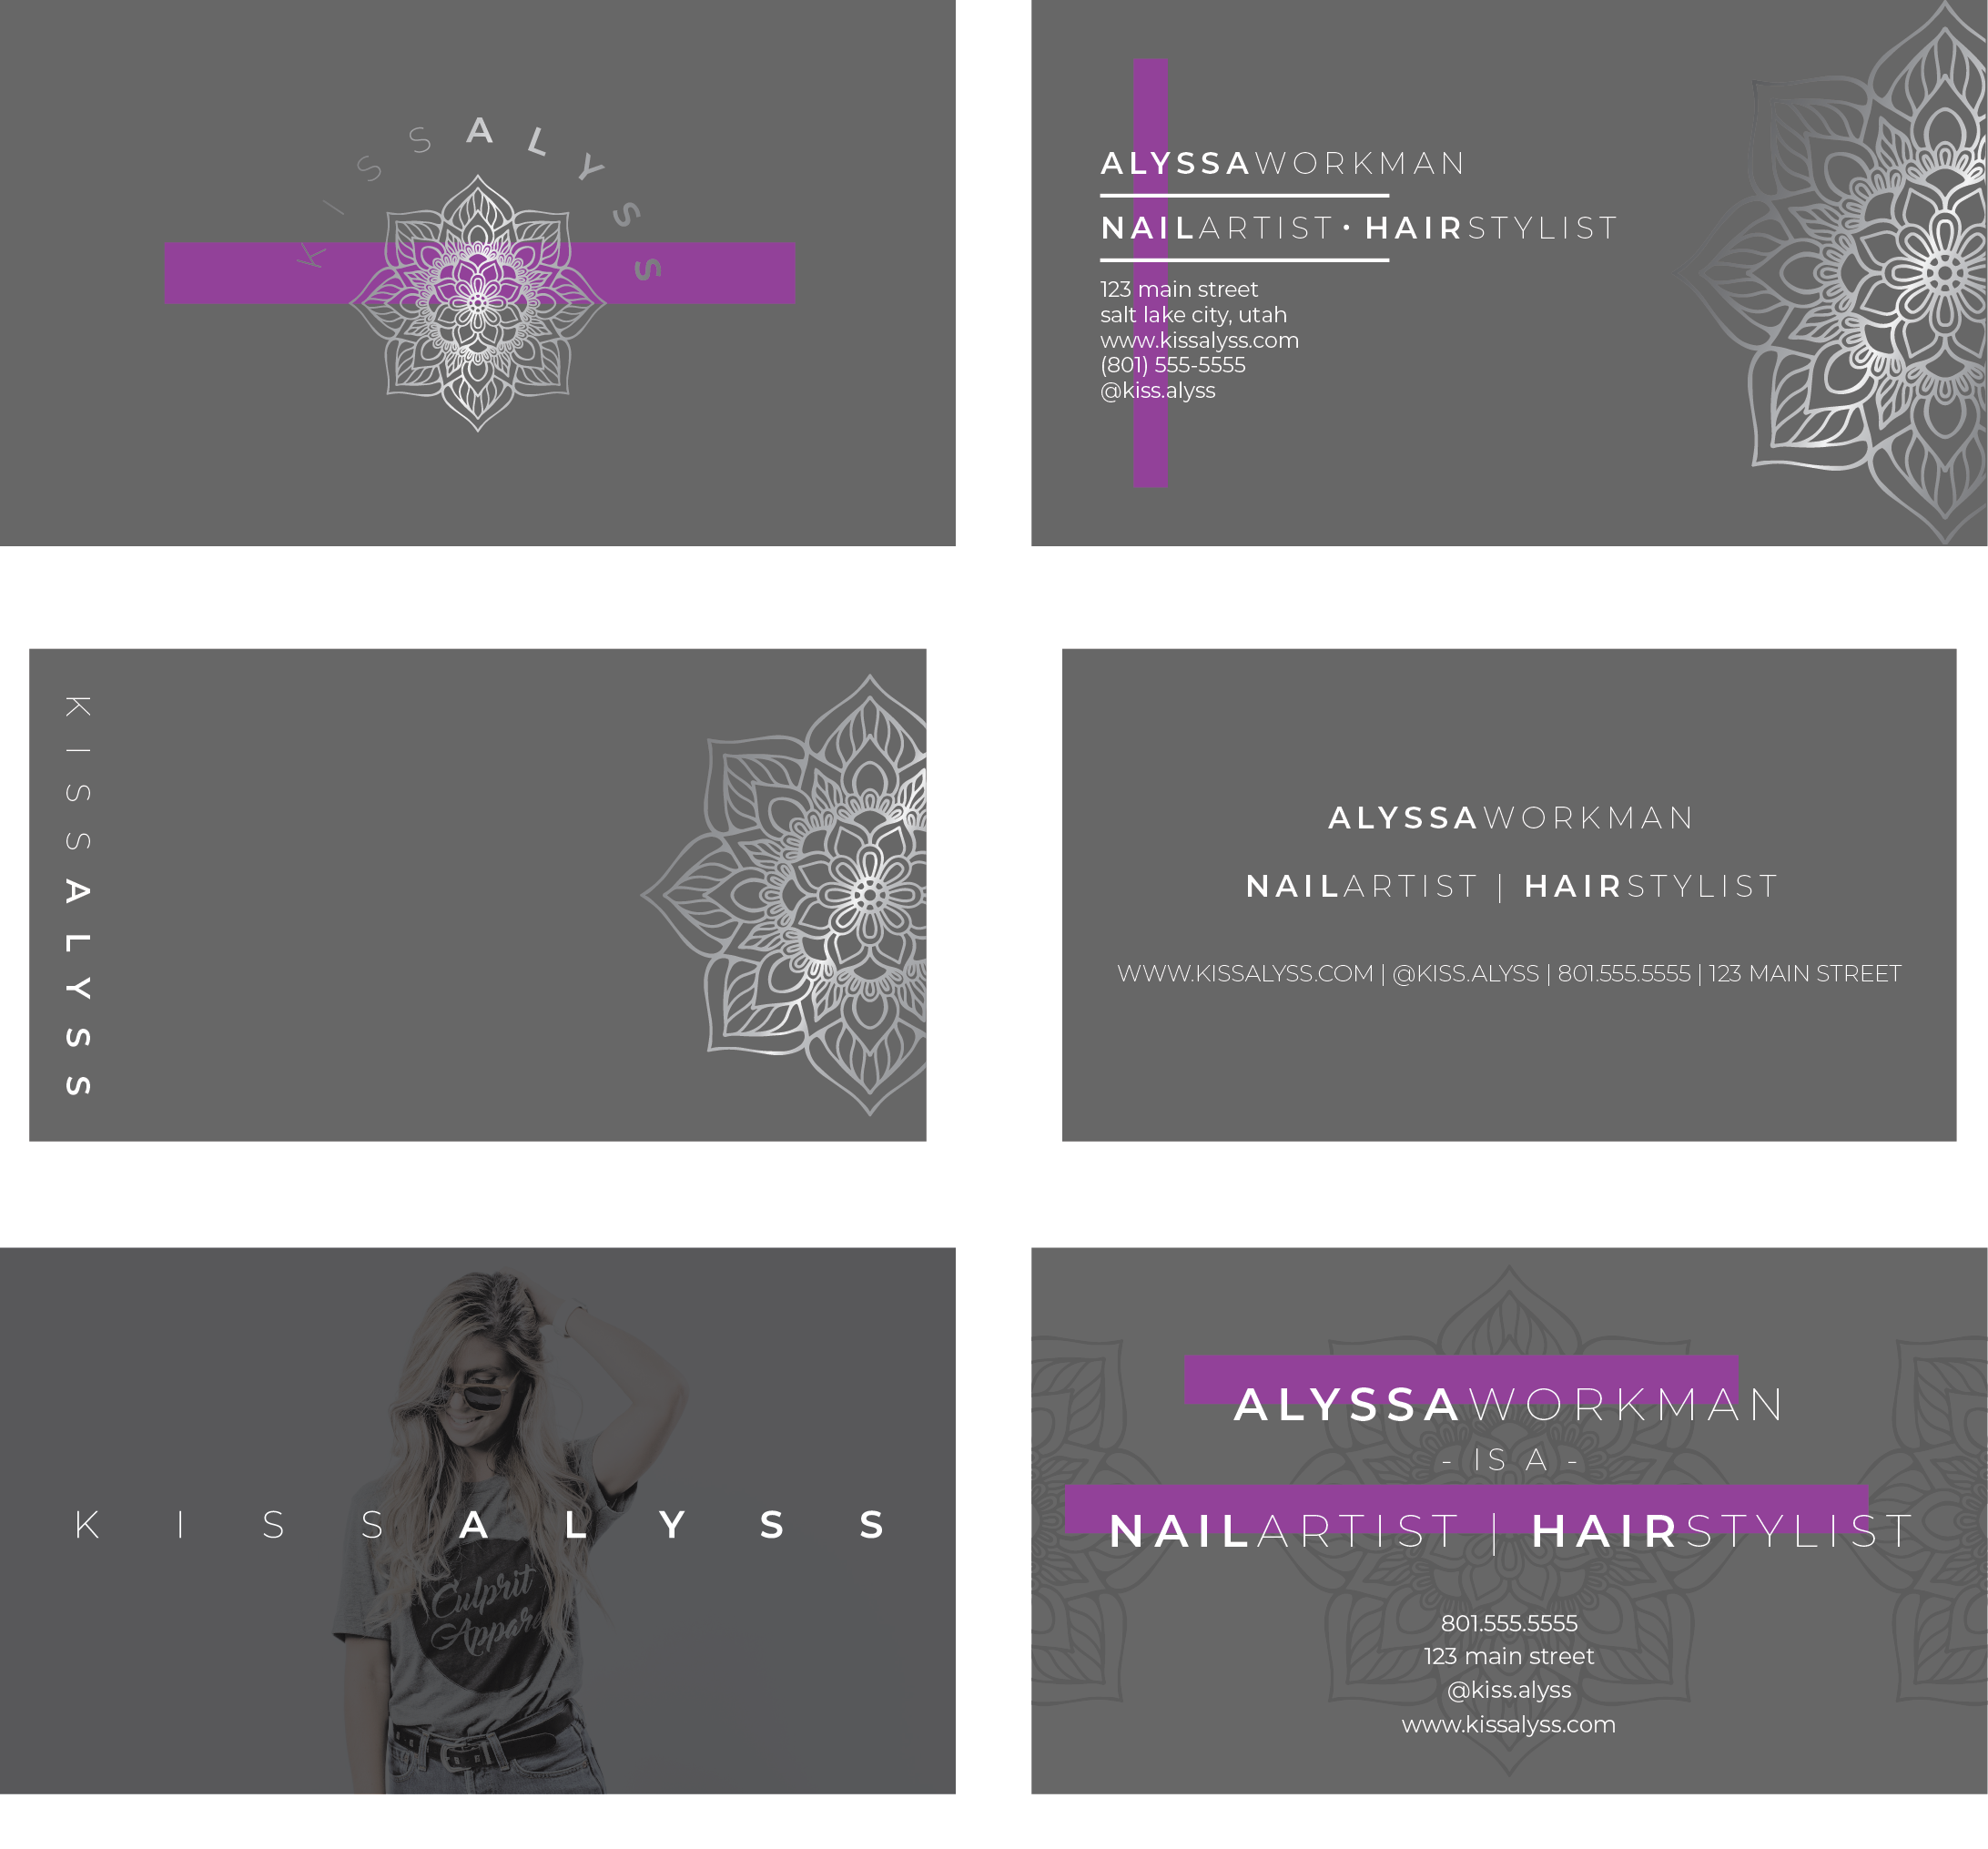 KISSALYSS
ALYSSAWORKMAN
NAILARTIST • HAIRSTYLIST
123 main street
salt lake city, utah
www.kissalyss.com
(801) 555-5555
@kiss.alyss
KISSALYSS
ALYSSAWORKMAN
NAILARTIST | HAIRSTYLIST
WWW.KISSALYSS.COM | @KISS.ALYSS | 801.555.5555 | 123 MAIN STREET
KISSALYSS
Culprit
Apparel
ALYSSAWORKMAN
- IS A -
NAILARTIST | HAIRSTYLIST
801.555.5555
123 main street
@kiss.alyss
www.kissalyss.com